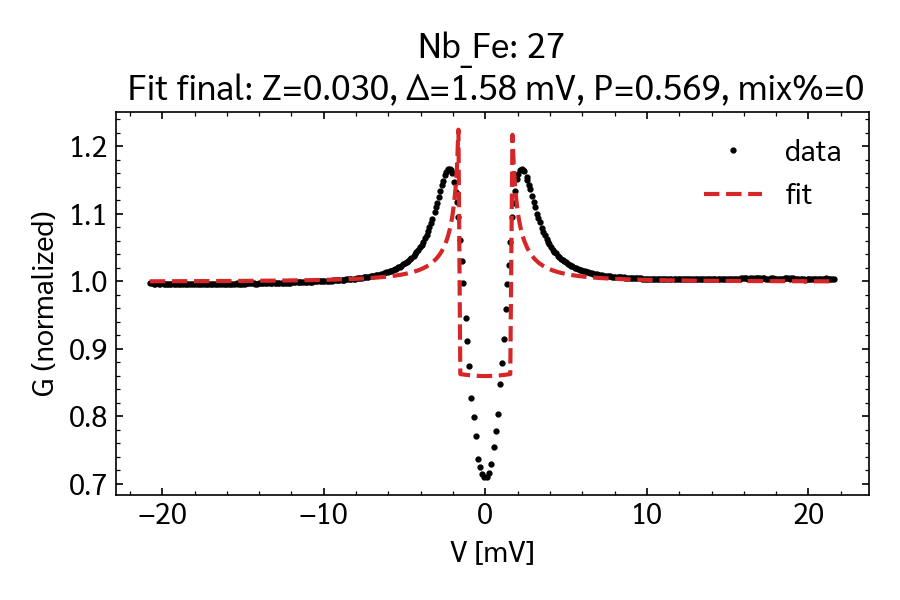 Nb_Fe: 27
Fit final: Z=0.030, Δ=1.58 mV, P=0.569, mix%=0
data
fit
G (normalized)
1.2
1.1
1.0
0.9
0.8
0.7
−20
−10
0
10
20
V [mV]